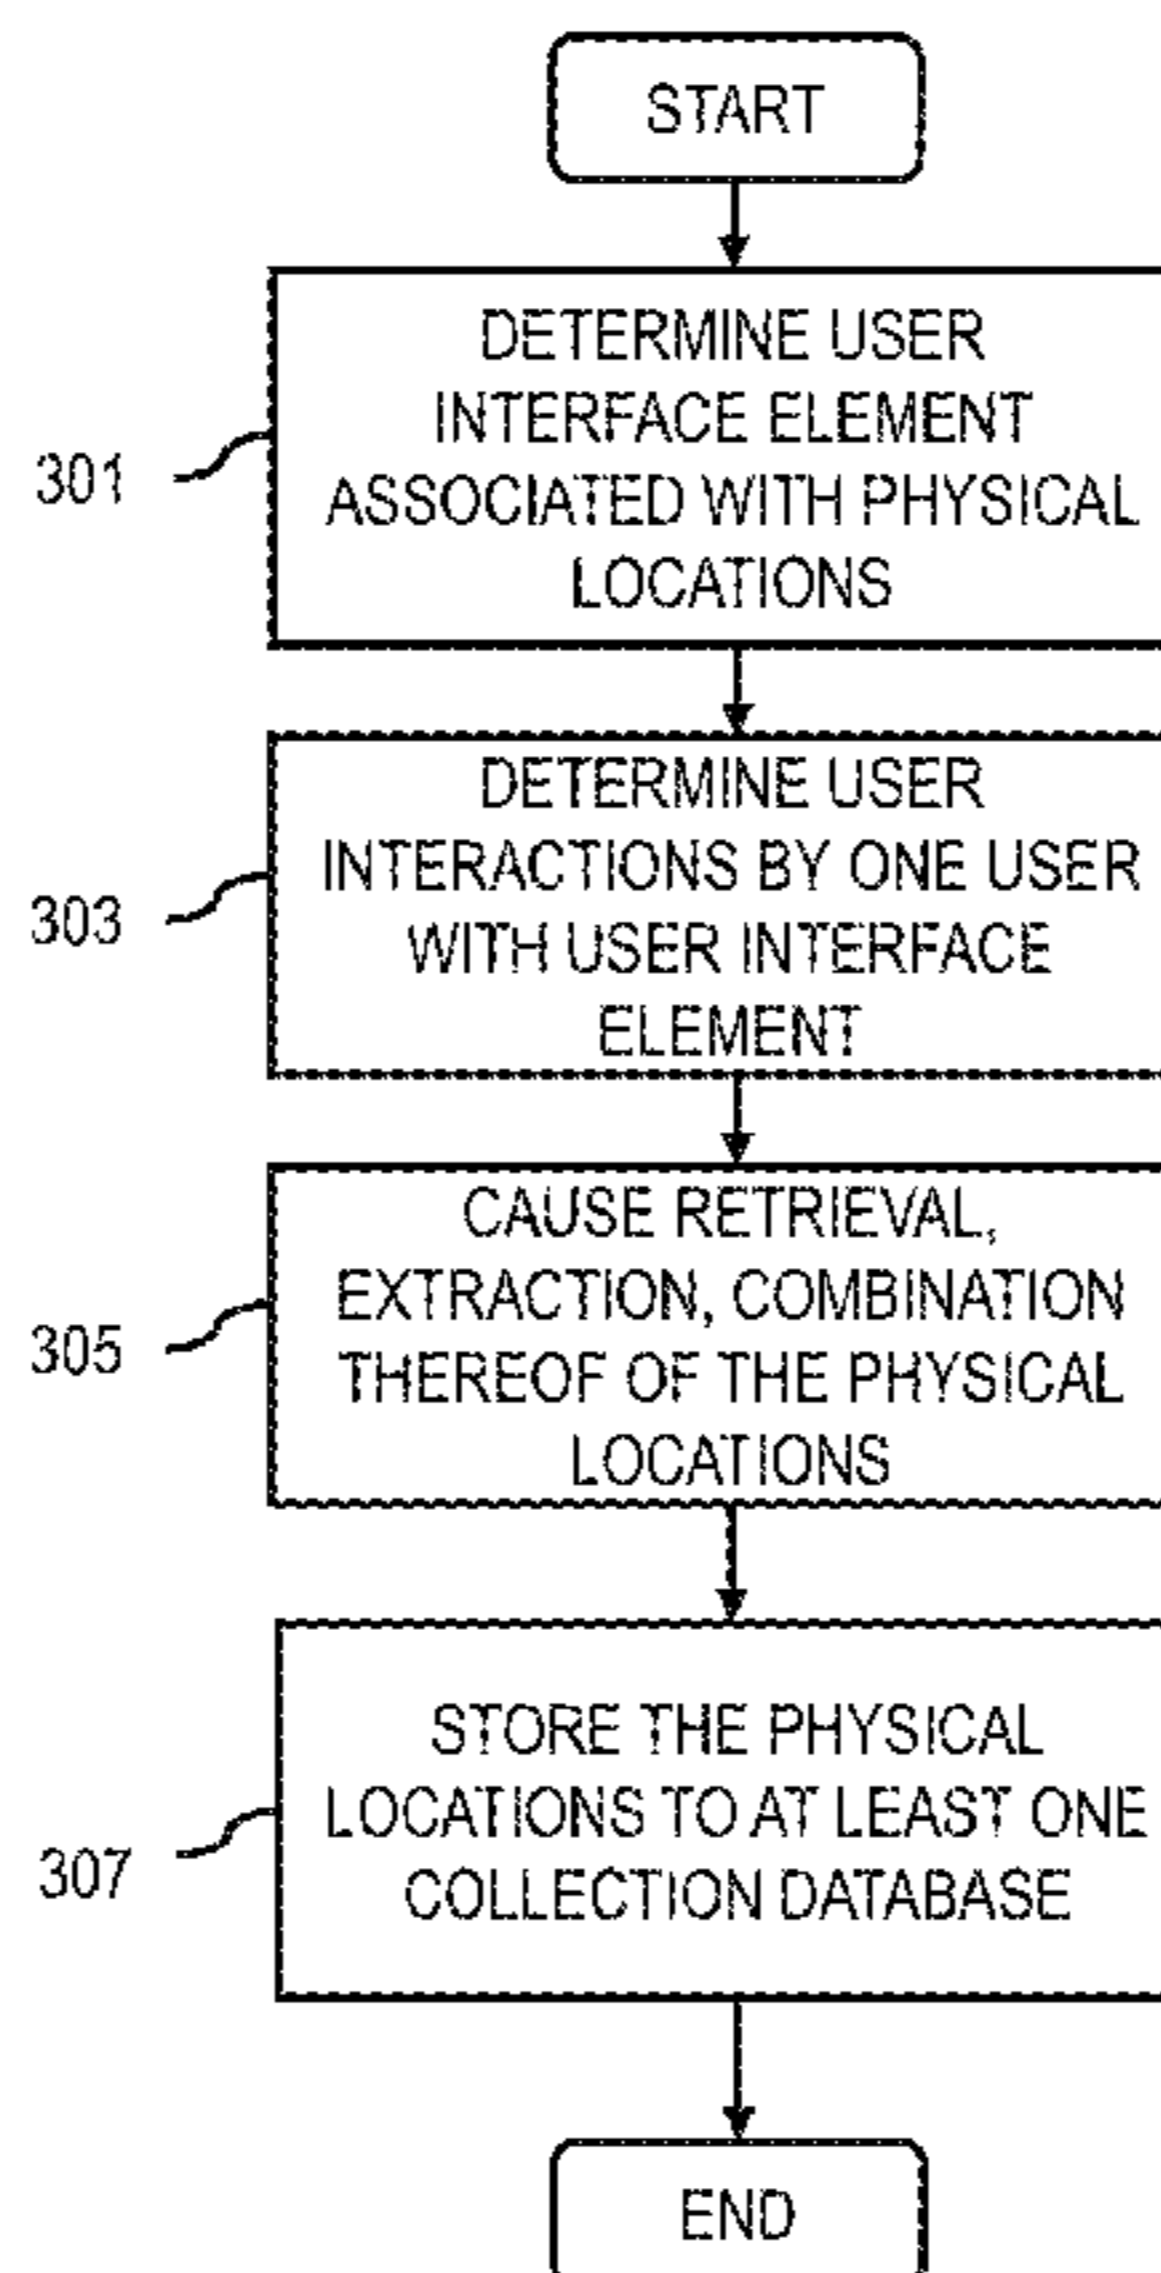 START
DETERMINE USER
INTERFACE ELEMENT
ASSOCIATED WITH PHYSICAL
LOCATIONS
301
DETERMINE USER
INTERACTIONS BY ONE USER
WITH USER INTERFACE
ELEMENT
303
CAUSE RETRIEVAL,
EXTRACTION, COMBINATION
THEREOF OF THE PHYSICAL
LOCATIONS
305
STORE THE PHYSICAL
LOCATIONS TO AT LEAST ONE
COLLECTION DATABASE
307
END